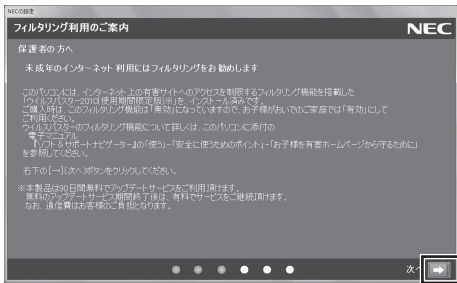 NECの設定
フィルタリング利用のご案内
NEC
保護者の方へ
未成年のインターネット利用にはフィルタリングをお勧めします
このパソコンには、インターネット上の有害サイトへのアクセスを制限するフィルタリング機能を搭載した
「ウイルスバスター2010(使用期間限定版)※」を、インストール済みです。
ご購入時は、このフィルタリング機能は「無効」になっていますので、お子様がおいでのご家庭では「有効」にして
ご利用ください。
ウイルスバスターのフィルタリング機能について詳しくは、このパソコンに添付の
電子マニュアル
『ソフト＆サポートナビゲーター』の「使う」-「安全に使うためのポイント」-「お子様を有害ホームページから守るために」
を参照してください。
右下の[→](次へ)ボタンをクリックしてください。
※本製品は90日間無料でアップデートサービスをご利用頂けます。
無料のアップデートサービス期間終了後は、有料でサービスをご継続頂けます。
なお、通信費はお客様のご負担となります。
次へ